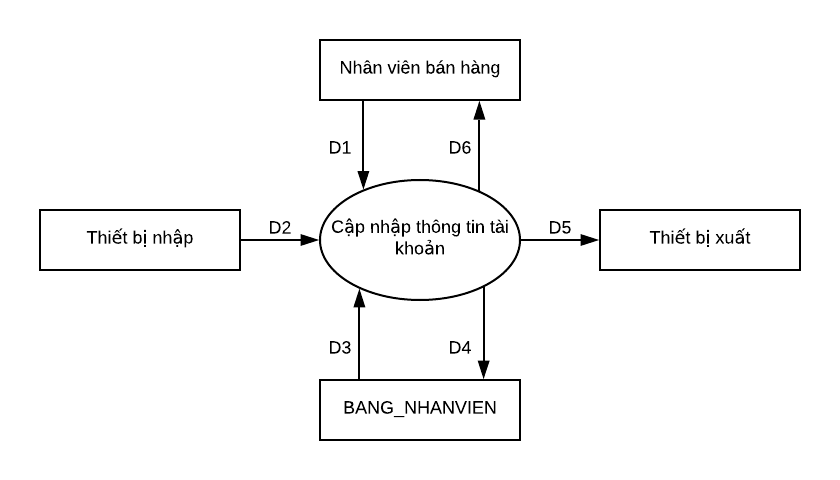 Nhân viên bán hàng
D1
D6
Thiết bị nhập
D2
Cập nhập thông tin tài
khoản
D5
Thiết bị xuất
D3
D4
BANG_NHANVIEN